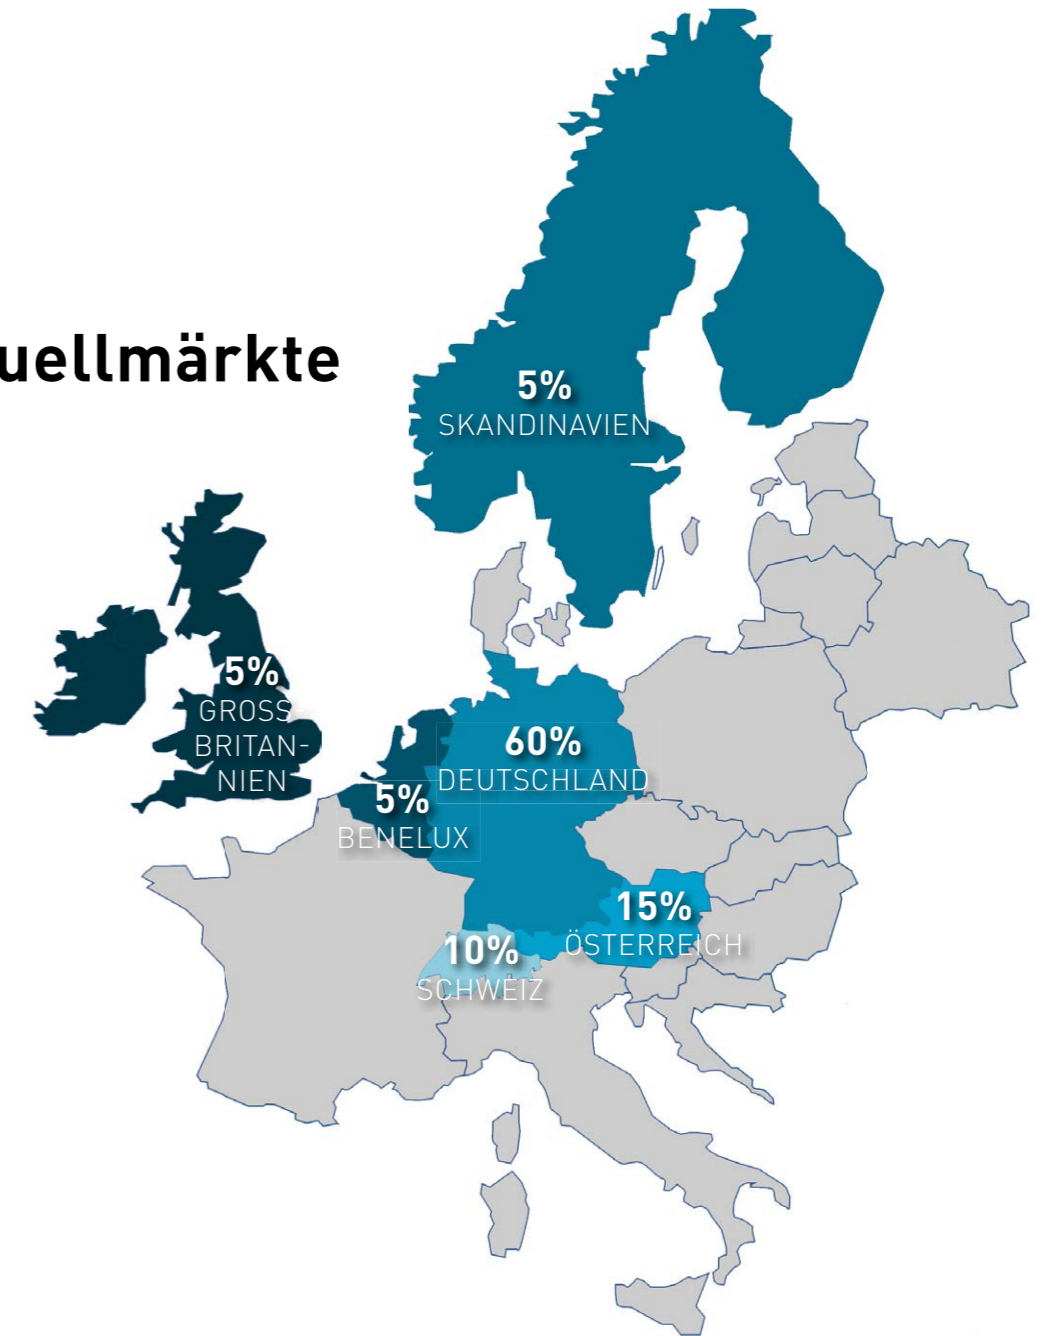 uellmärkte
5%
SKANDINAVIEN
5%
GROSS-
BRITAN-
NIEN
60%
DEUTSCHLAND
5%
BENELUX
15%
ÖSTERREICH
10%
SCHWEIZ